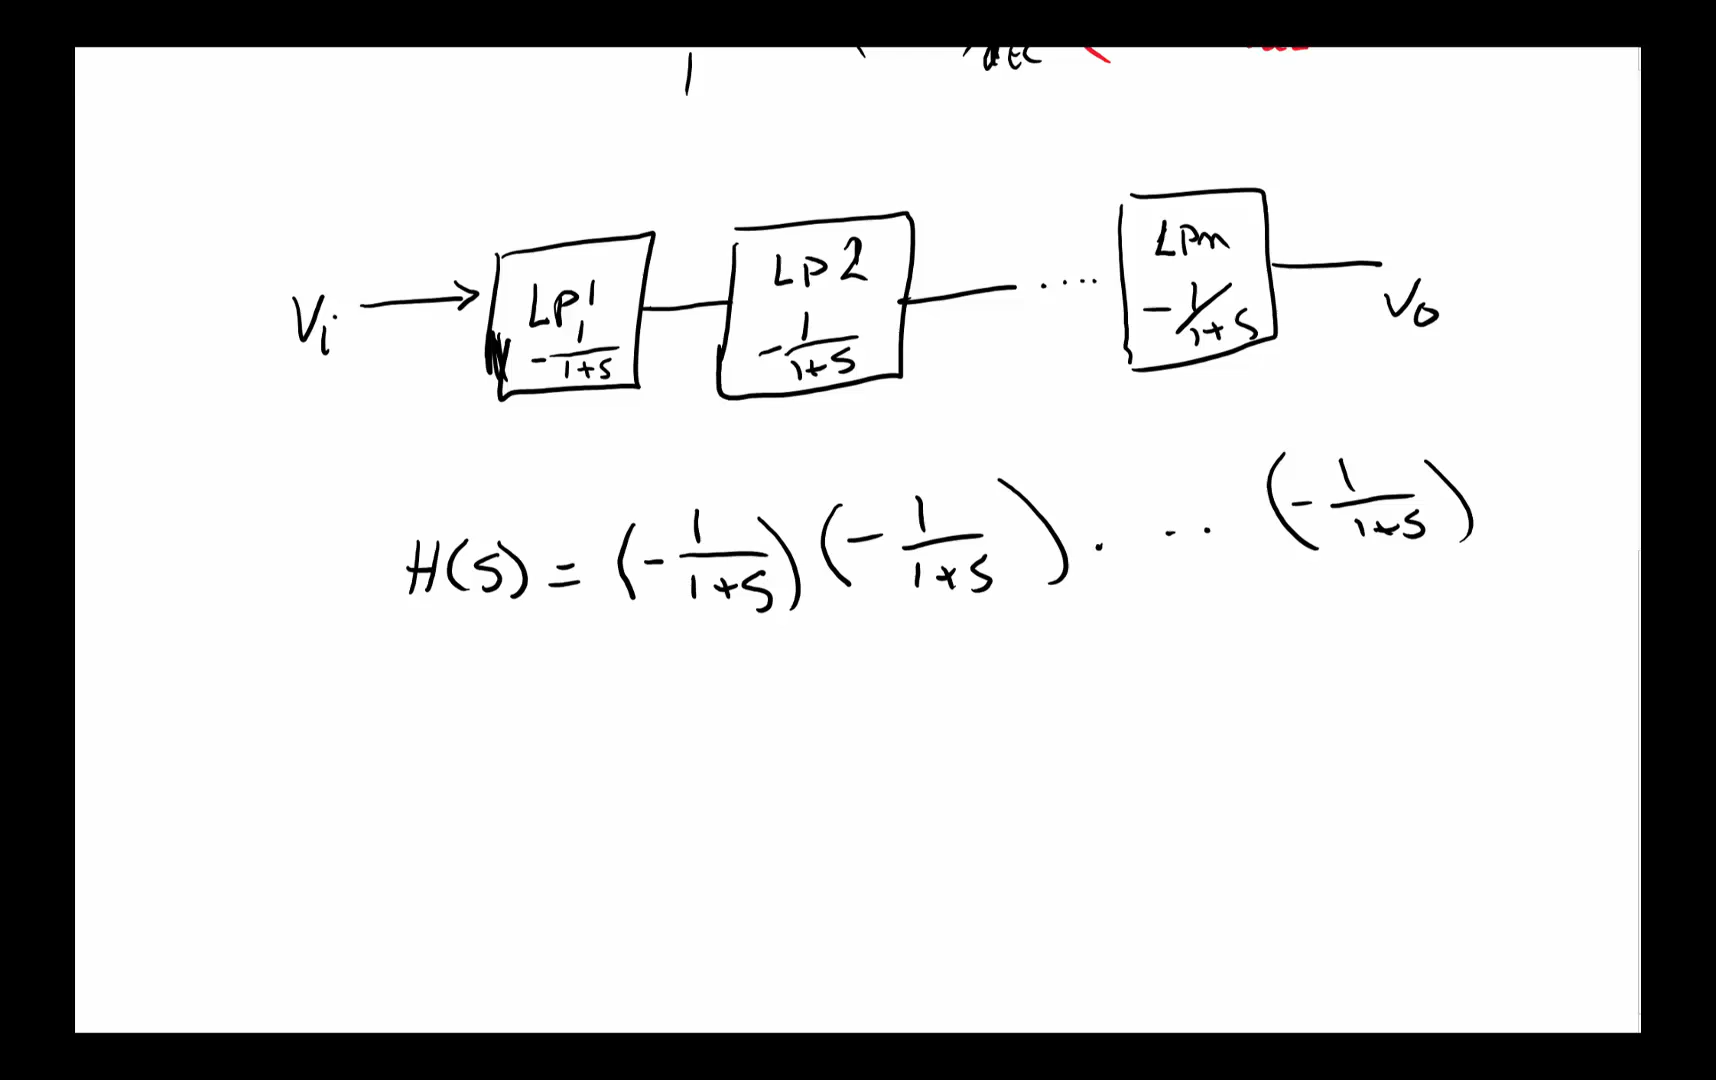 Vi → LP1 -1/(1+S) LP2 -1/(1+S) .... LPn -1/(1+S) Vo
H(S) = (-1/(1+S)) (-1/(1+S)) . .. (-1/(1+S))